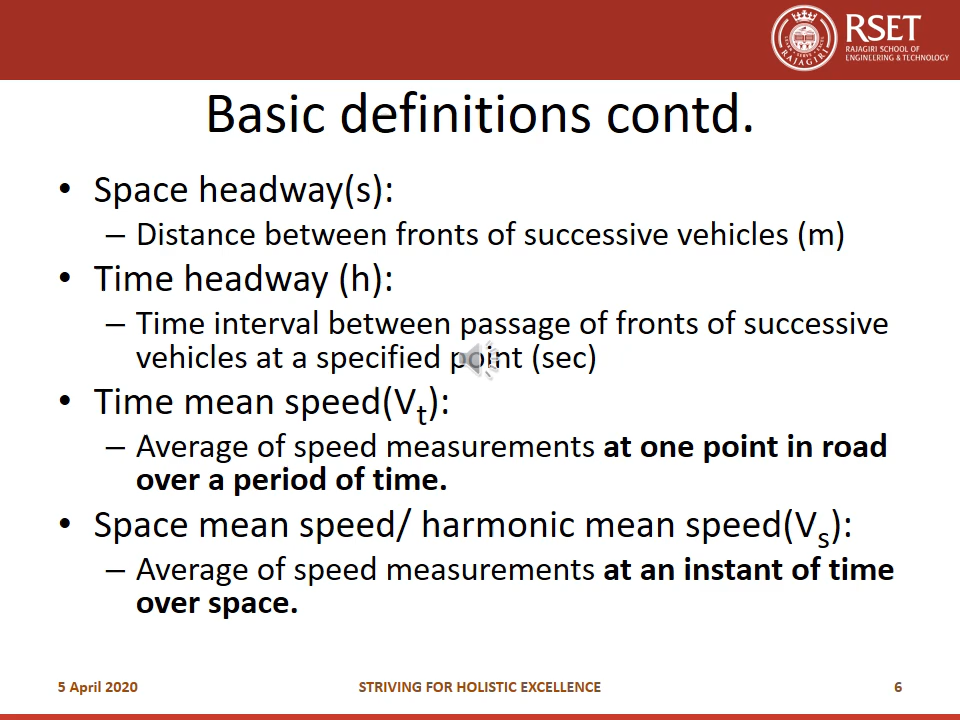 RSET
RAJAGIRI SCHOOL OF
ENGINEERING & TECHNOLOGY
Basic definitions contd.
• Space headway(s):
– Distance between fronts of successive vehicles (m)
• Time headway (h):
– Time interval between passage of fronts of successive
vehicles at a specified point (sec)
• Time mean speed(Vt):
– Average of speed measurements at one point in road
over a period of time.
• Space mean speed/ harmonic mean speed(Vs):
– Average of speed measurements at an instant of time
over space.
5 April 2020
STRIVING FOR HOLISTIC EXCELLENCE
6